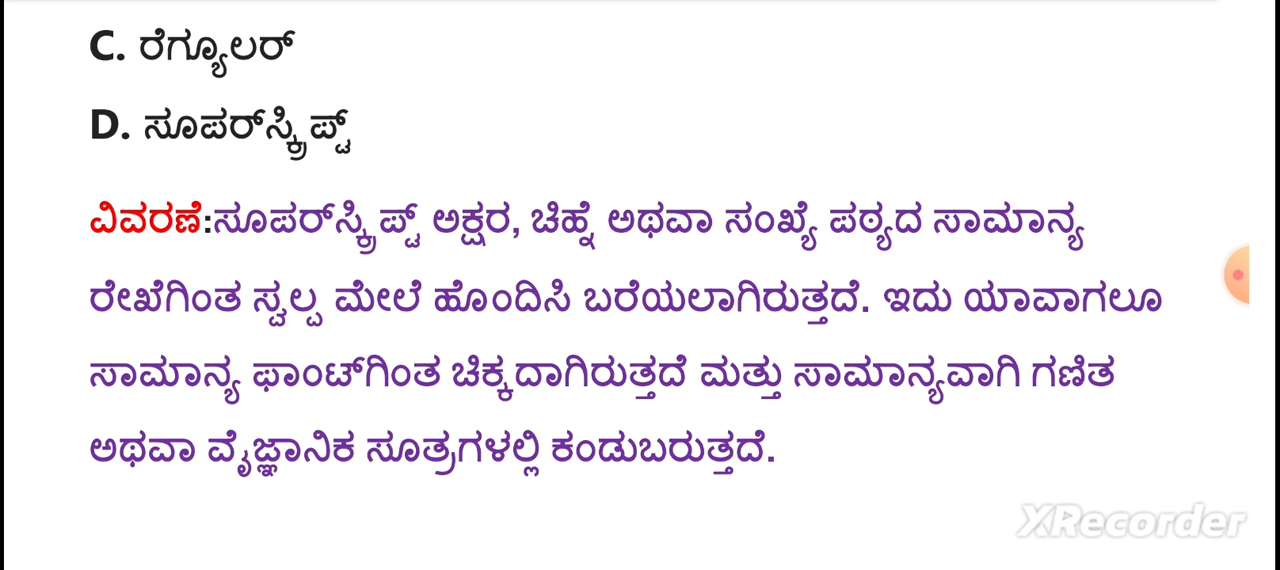 C. ರೆಗ್ಯೂಲರ್
D. ಸೂಪರ್‌ಸ್ಕ್ರಿಪ್ಟ್
ವಿವರಣೆ:ಸೂಪರ್‌ಸ್ಕ್ರಿಪ್ಟ್ ಅಕ್ಷರ, ಚಿಹ್ನೆ ಅಥವಾ ಸಂಖ್ಯೆ ಪಠ್ಯದ ಸಾಮಾನ್ಯ
ರೇಖೆಗಿಂತ ಸ್ವಲ್ಪ ಮೇಲೆ ಹೊಂದಿಸಿ ಬರೆಯಲಾಗಿರುತ್ತದೆ. ಇದು ಯಾವಾಗಲೂ
ಸಾಮಾನ್ಯ ಫಾಂಟ್‌ಗಿಂತ ಚಿಕ್ಕದಾಗಿರುತ್ತದೆ ಮತ್ತು ಸಾಮಾನ್ಯವಾಗಿ ಗಣಿತ
ಅಥವಾ ವೈಜ್ಞಾನಿಕ ಸೂತ್ರಗಳಲ್ಲಿ ಕಂಡುಬರುತ್ತದೆ.
XRecorder